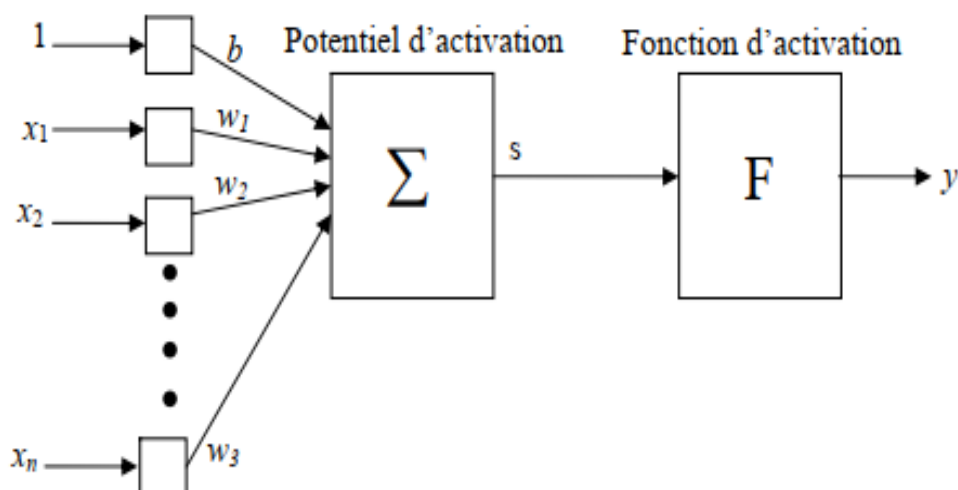 1
b
Potentiel d’activation
Fonction d’activation
x1
w1
s
Σ
F
y
x2
w2
xn
w3